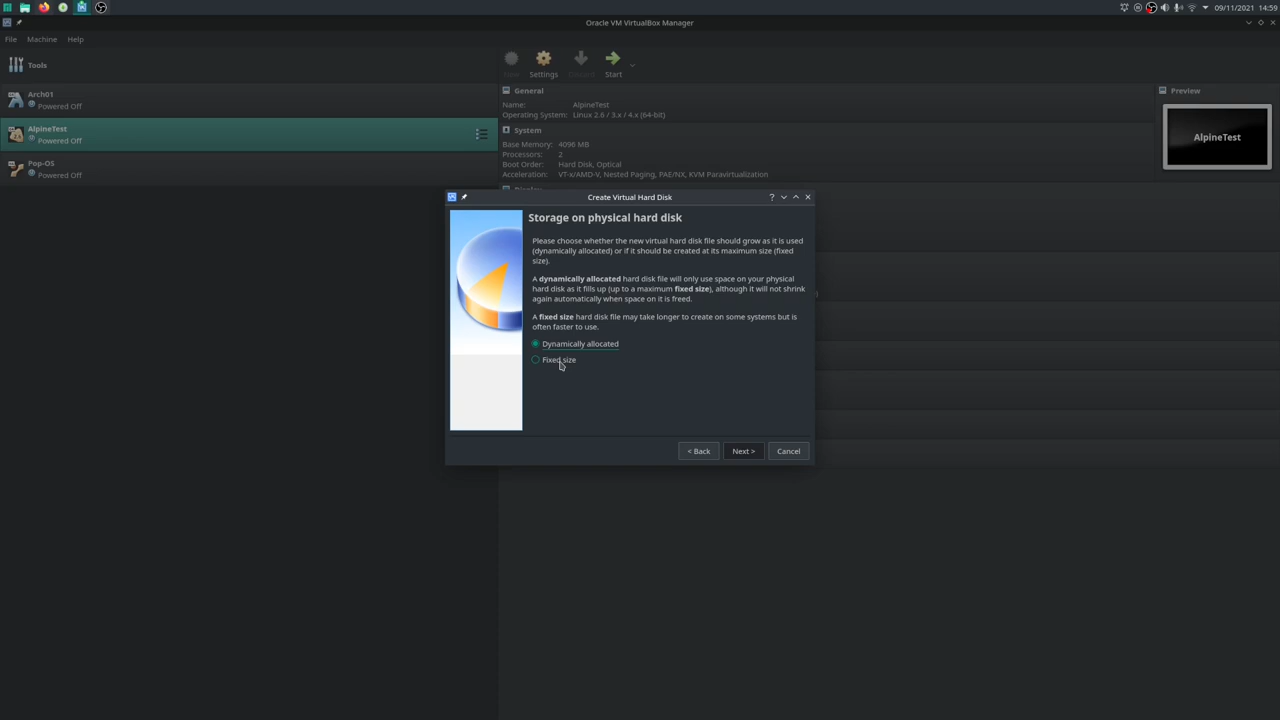 09/11/2021 14:59
Oracle VM VirtualBox Manager
File Machine Help
Tools
New Settings Discard Start
Arch01
Powered Off
AlpineTest
Powered Off
Pop-OS
Powered Off
General
Name: AlpineTest
Operating System: Linux 2.6 / 3.x / 4.x (64-bit)
System
Base Memory: 4096 MB
Processors: 2
Boot Order: Hard Disk, Optical
Acceleration: VT-x/AMD-V, Nested Paging, PAE/NX, KVM Paravirtualization
Preview
AlpineTest
Create Virtual Hard Disk
Storage on physical hard disk
Please choose whether the new virtual hard disk file should grow as it is used
(dynamically allocated) or if it should be created at its maximum size (fixed
size).
A dynamically allocated hard disk file will only use space on your physical
hard disk as it fills up (up to a maximum fixed size), although it will not shrink
again automatically when space on it is freed.
A fixed size hard disk file may take longer to create on some systems but is
often faster to use.
Dynamically allocated
Fixed size
< Back Next > Cancel